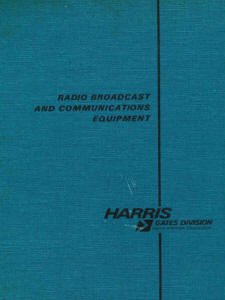 RADIO BROADCAST
AND COMMUNICATIONS
EQUIPMENT
HARRIS
GATES DIVISION